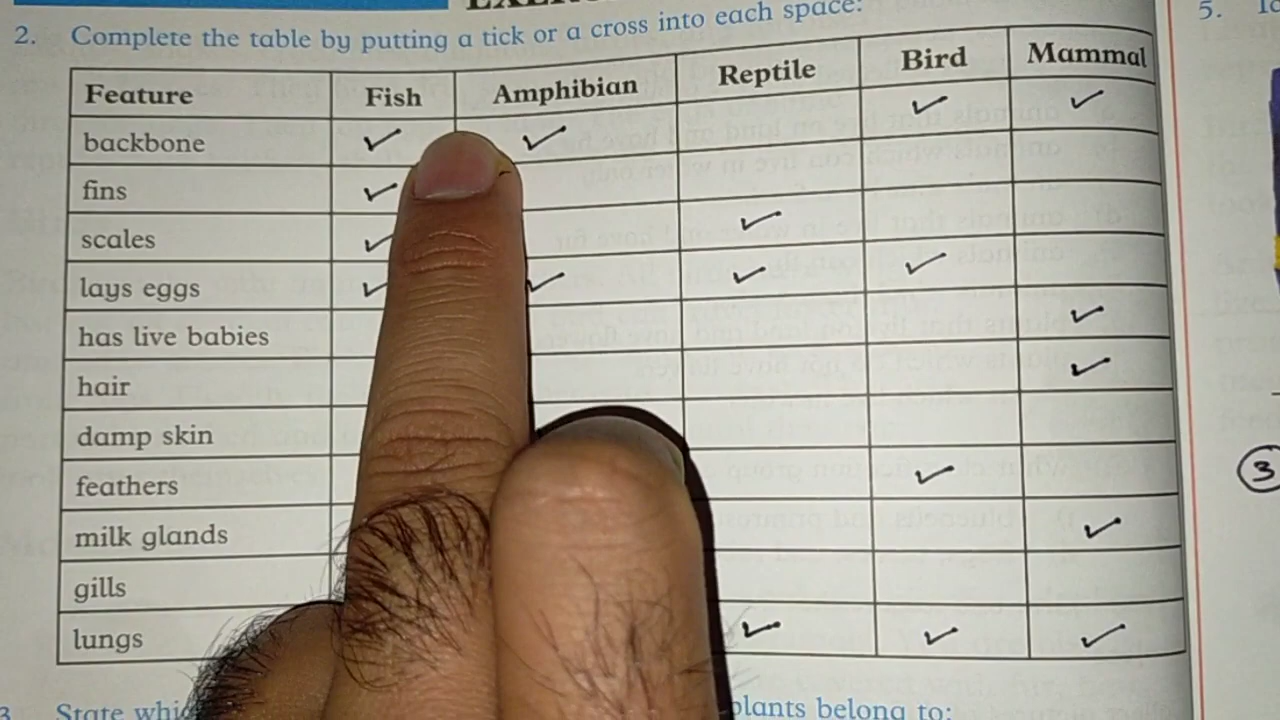 2. Complete the table by putting a tick or a cross into each space:
Feature Fish Amphibian Reptile Bird Mammal
backbone ✓ ✓ ✓ ✓
fins ✓
scales ✓ ✓
lays eggs ✓ ✓ ✓ ✓
has live babies ✓
hair ✓
damp skin
feathers ✓
milk glands ✓
gills
lungs ✓ ✓ ✓
3 State plants belong to:
5.
3